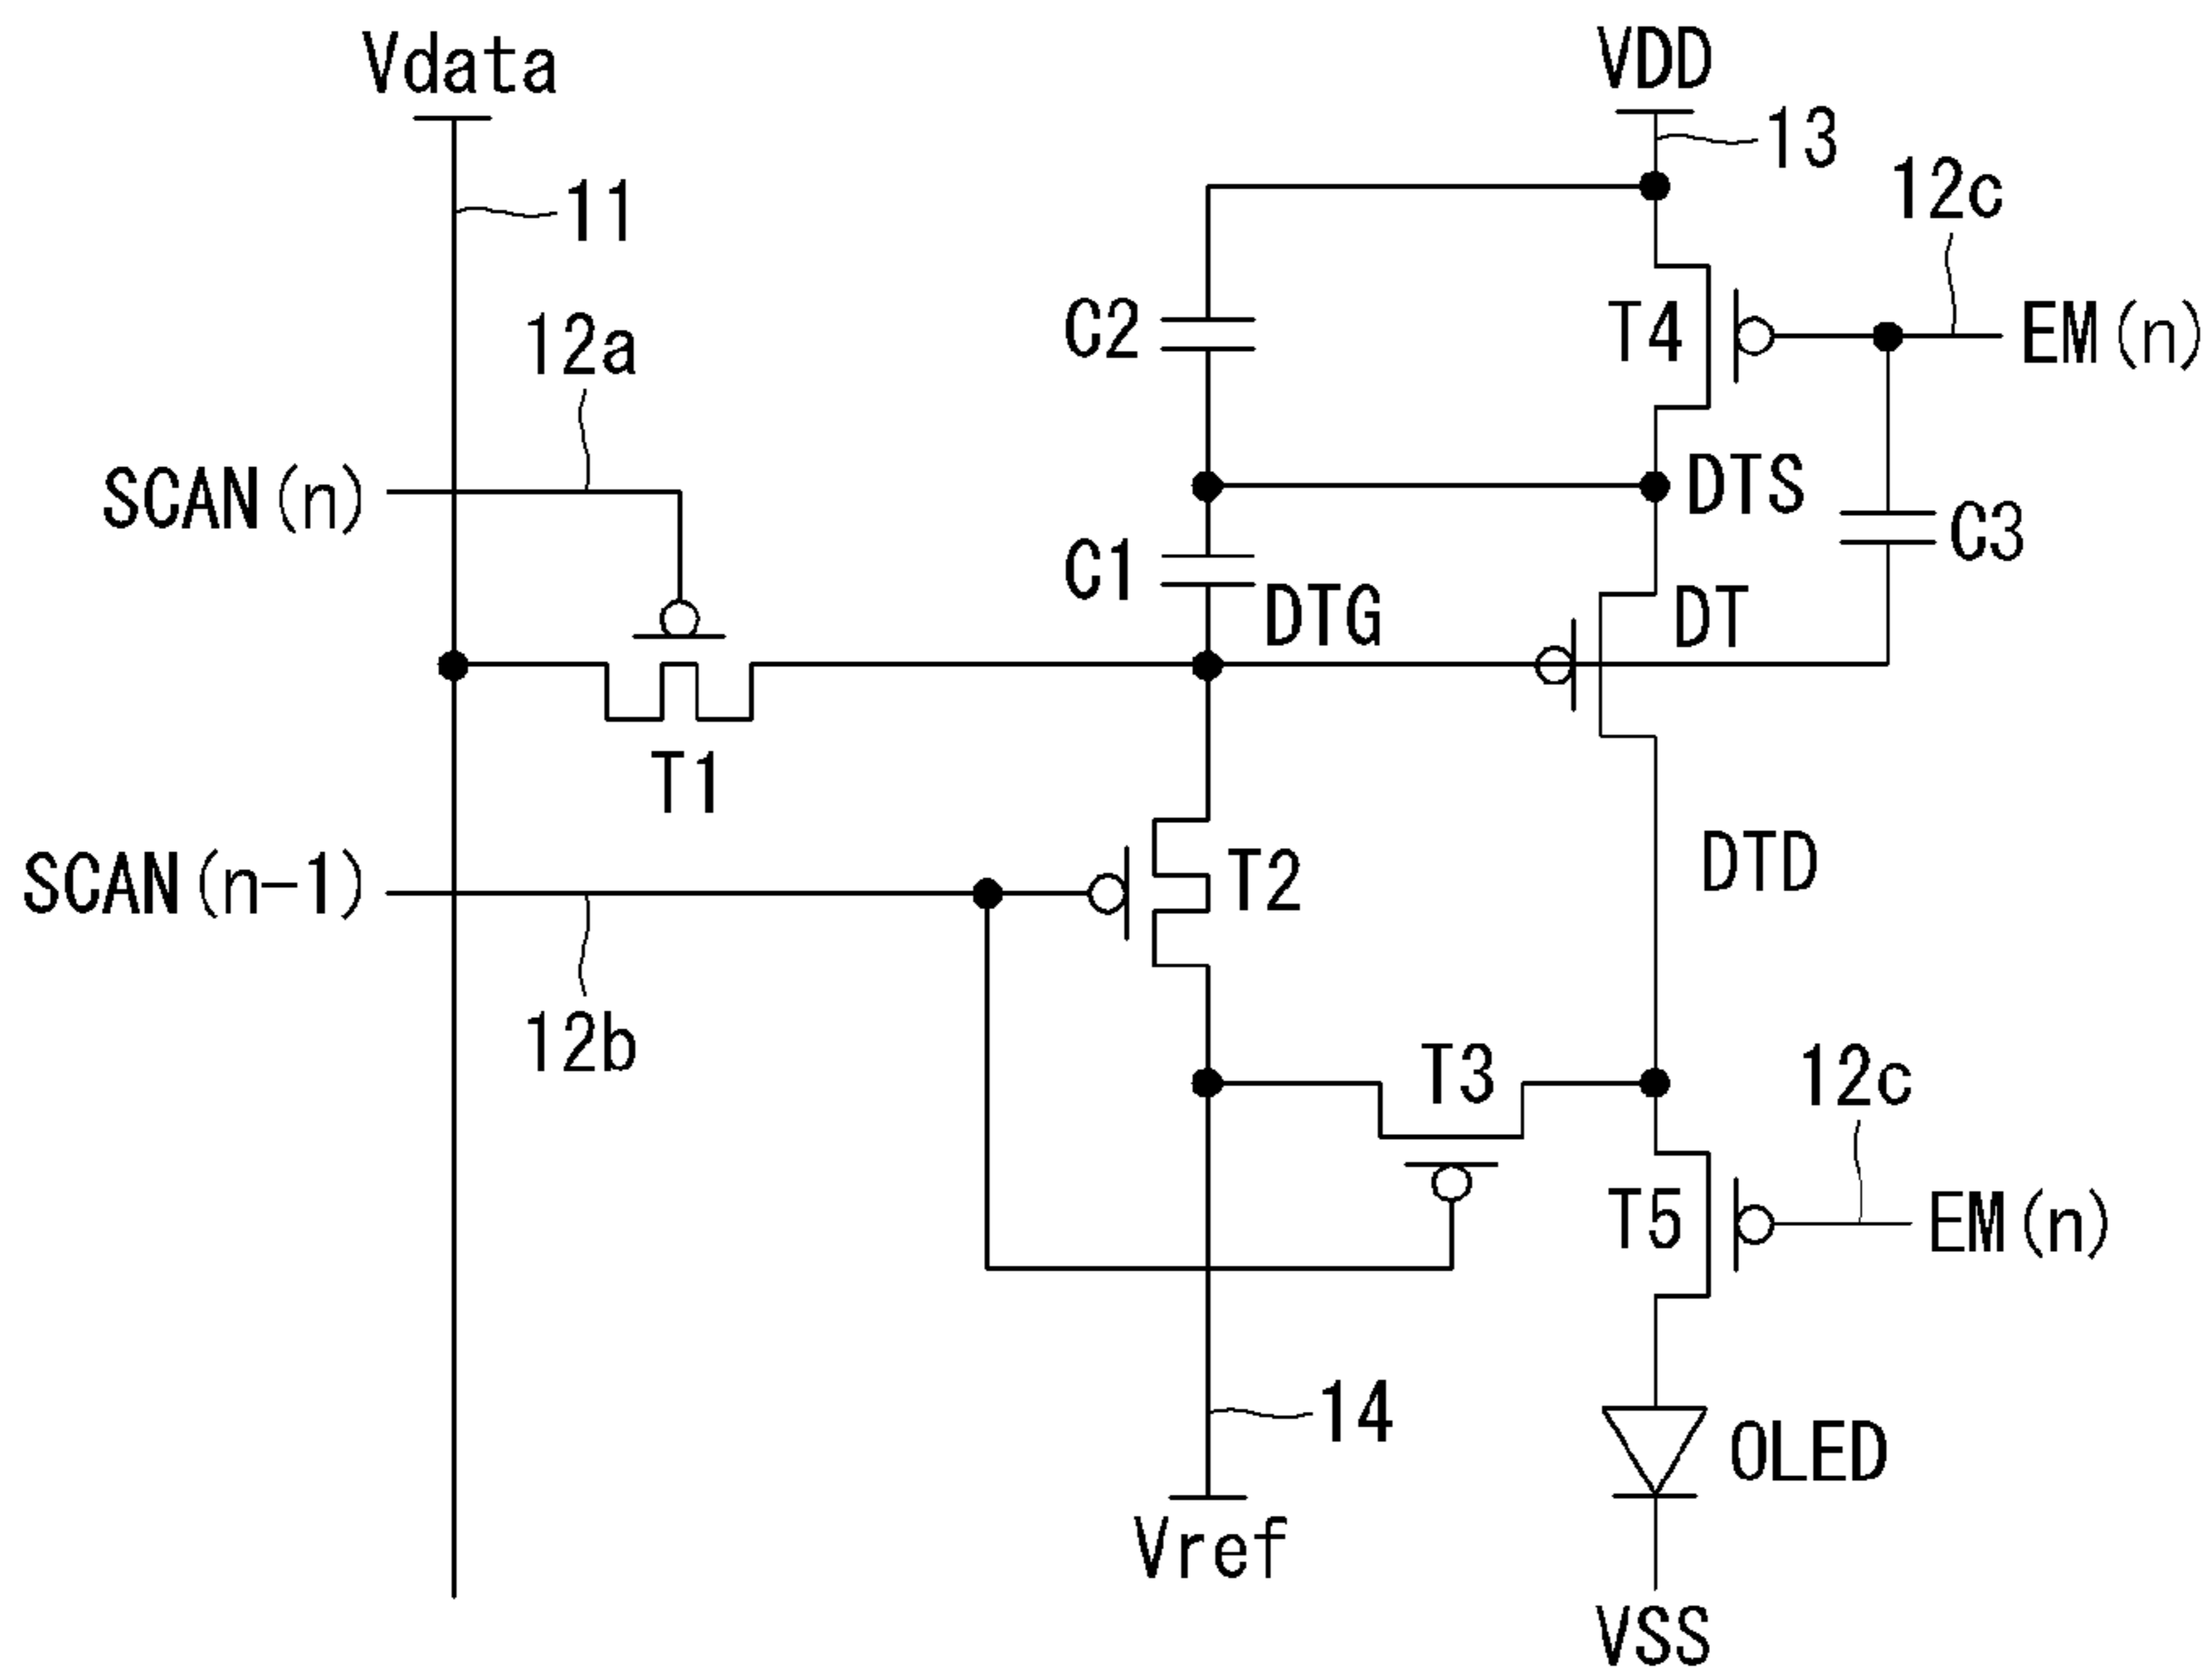 Vdata
VDD
13
11
12c
12a
C2
T4
EM(n)
SCAN(n)
DTS
C3
C1
DTG
DT
T1
SCAN(n-1)
T2
DTD
12b
T3
12c
T5
EM(n)
14
OLED
Vref
VSS